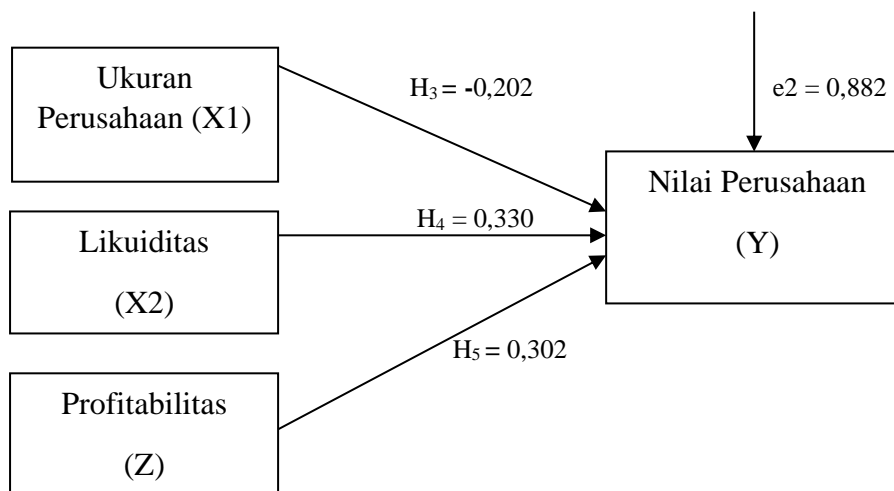 Ukuran
Perusahaan (X1)
H₃ = -0,202
e2 = 0,882
Nilai Perusahaan
(Y)
Likuiditas
(X2)
H₄ = 0,330
H₅ = 0,302
Profitabilitas
(Z)